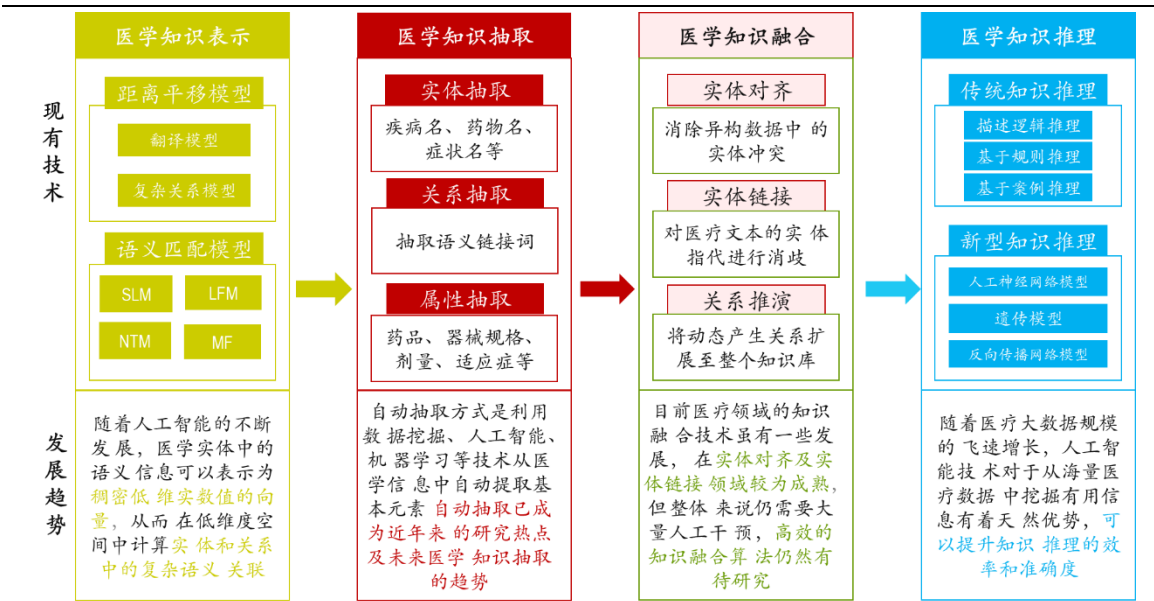 医学知识表示
医学知识抽取
医学知识融合
医学知识推理
现有技术
距离平移模型
翻译模型
复杂关系模型
语义匹配模型
SLM
LFM
NTM
MF
实体抽取
疾病名、药物名、
症状名等
关系抽取
抽取语义链接词
属性抽取
药品、器械规格、
剂量、适应症等
实体对齐
消除异构数据中 的
实体冲突
实体链接
对医疗文本的实 体
指代进行消歧
关系推演
将动态产生关系扩
展至整个知识库
传统知识推理
描述逻辑推理
基于规则推理
基于案例推理
新型知识推理
人工神经网络模型
遗传模型
反向传播网络模型
发展趋势
随着人工智能的不断
发展，医学实体中的
语义 信息可以表示为
稠密低 维实数值的向
量，从而 在低维度空
间中计算实 体和关系
中的复杂语义 关联
自动抽取方式是利用
数 据挖掘、人工智能、
机 器学习等技术从医
学信 息中自动提取基
本元素 自动抽取已成
为近年来 的研究热点
及未来医学 知识抽取
的趋势
目前医疗领域的知识
融 合技术虽有一些发
展， 在实体对齐及实
体链接 领域较为成熟,
但整体 来说仍需要大
量人工干 预，高效的
知识融合算 法仍然有
待研究
随着医疗大数据规模
的 飞速增长，人工智
能技 术对于从海量医
疗数据 中挖掘有用信
息有着天 然优势，可
以提升知识 推理的效
率和准确度